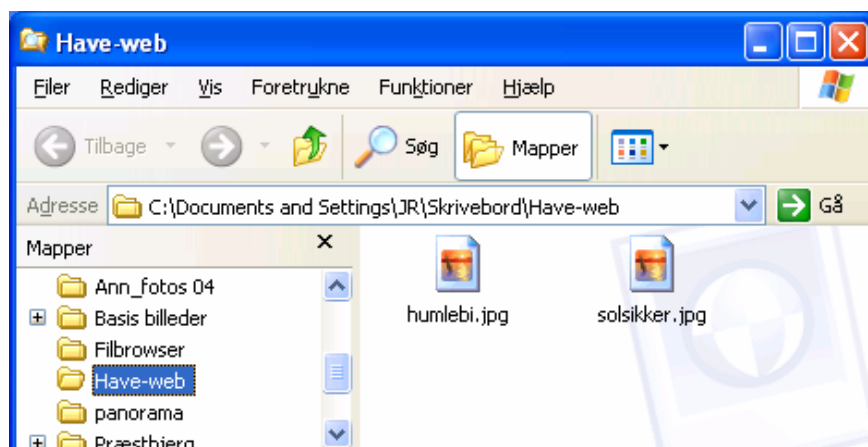 Have-web
Filer Rediger Vis Foretrukne Funktioner Hjælp
Tilbage Søg Mapper
Adresse C:\Documents and Settings\JR\Skrivebord\Have-web Gå
Mapper
Ann_fotos 04
Basis billeder
Filbrowser
Have-web
panorama
Præstbjerg
humlebi.jpg solsikker.jpg